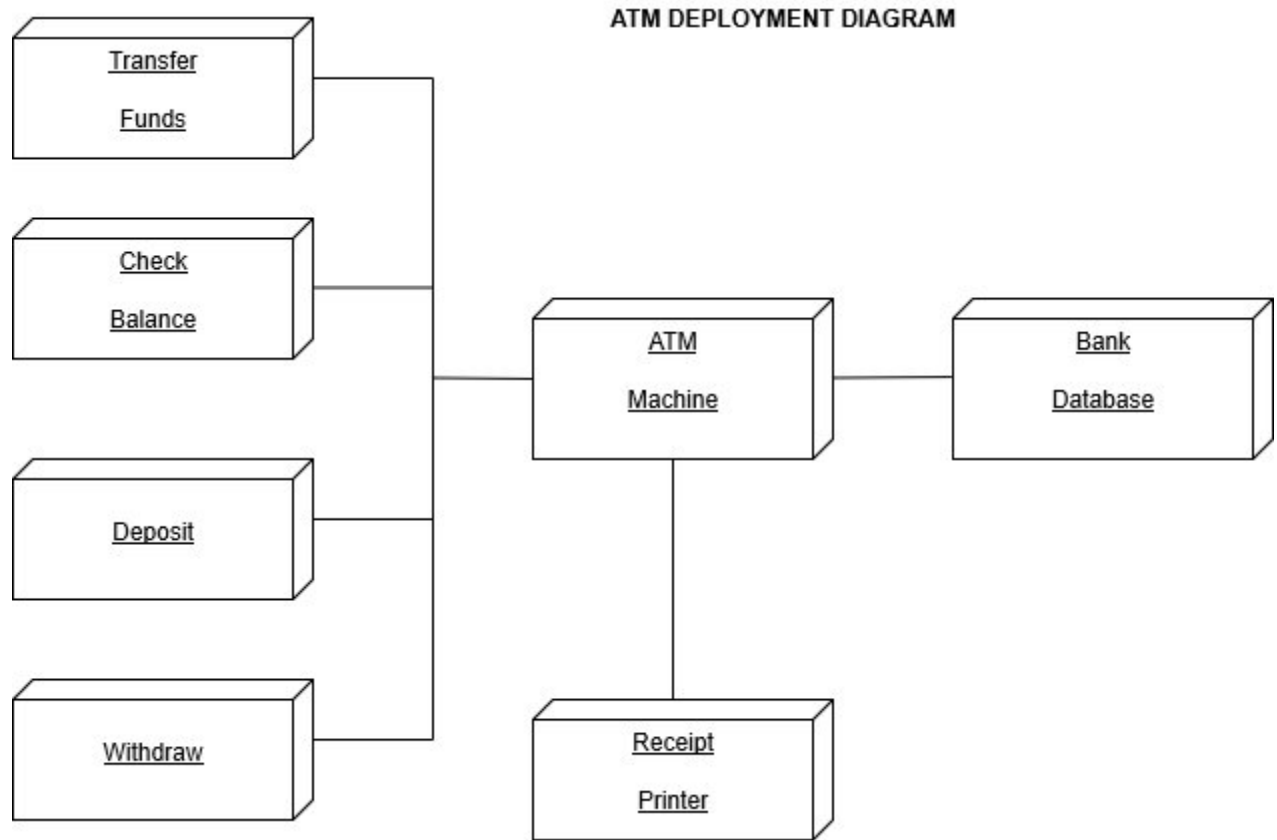 ATM DEPLOYMENT DIAGRAM
Transfer
Funds
Check
Balance
Deposit
Withdraw
ATM
Machine
Receipt
Printer
Bank
Database